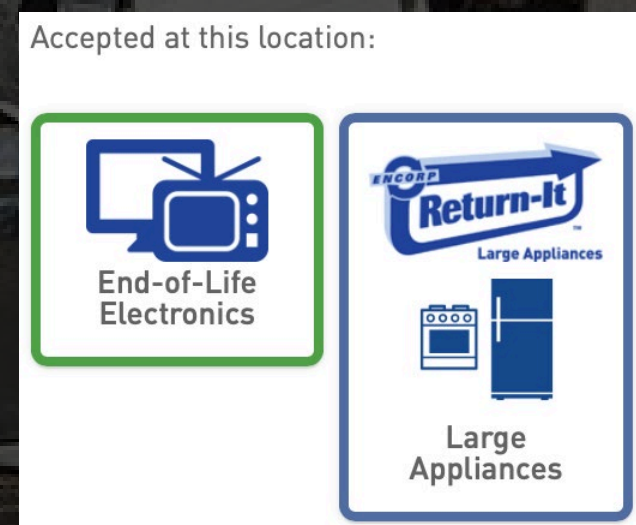 Accepted at this location:
End-of-Life
Electronics
ENCORP
Return-It
™
Large Appliances
Large
Appliances